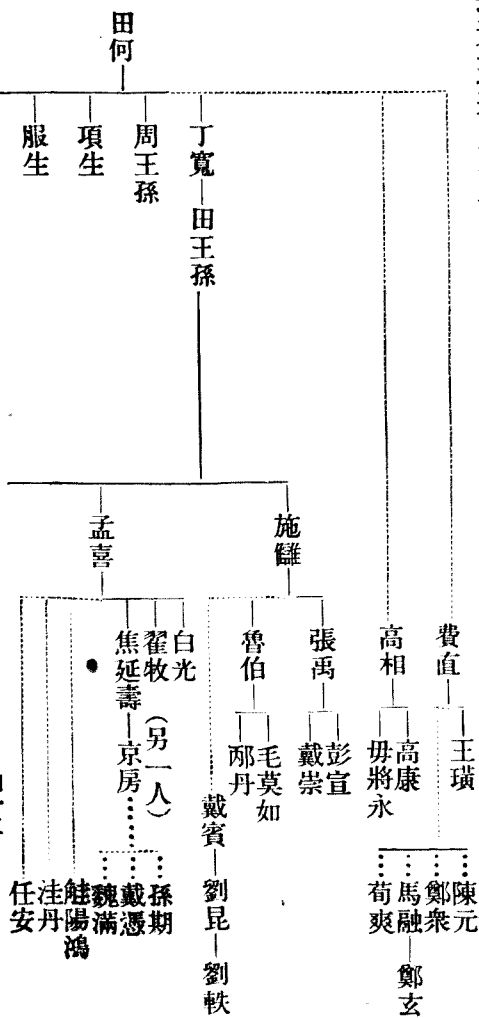 田何
費直
王璜
陳元
鄭衆
馬融
鄭玄
荀爽
高相
高康
毋將永
丁寬
田王孫
施讎
張禹
彭宣
戴崇
魯伯
毛莫如
邴丹
戴賓
劉昆
劉軼
孟喜
白光
翟牧
焦延壽
京房
(另一人)
孫期
戴憑
魏滿
觟陽鴻
洼丹
任安
周王孫
項生
服生